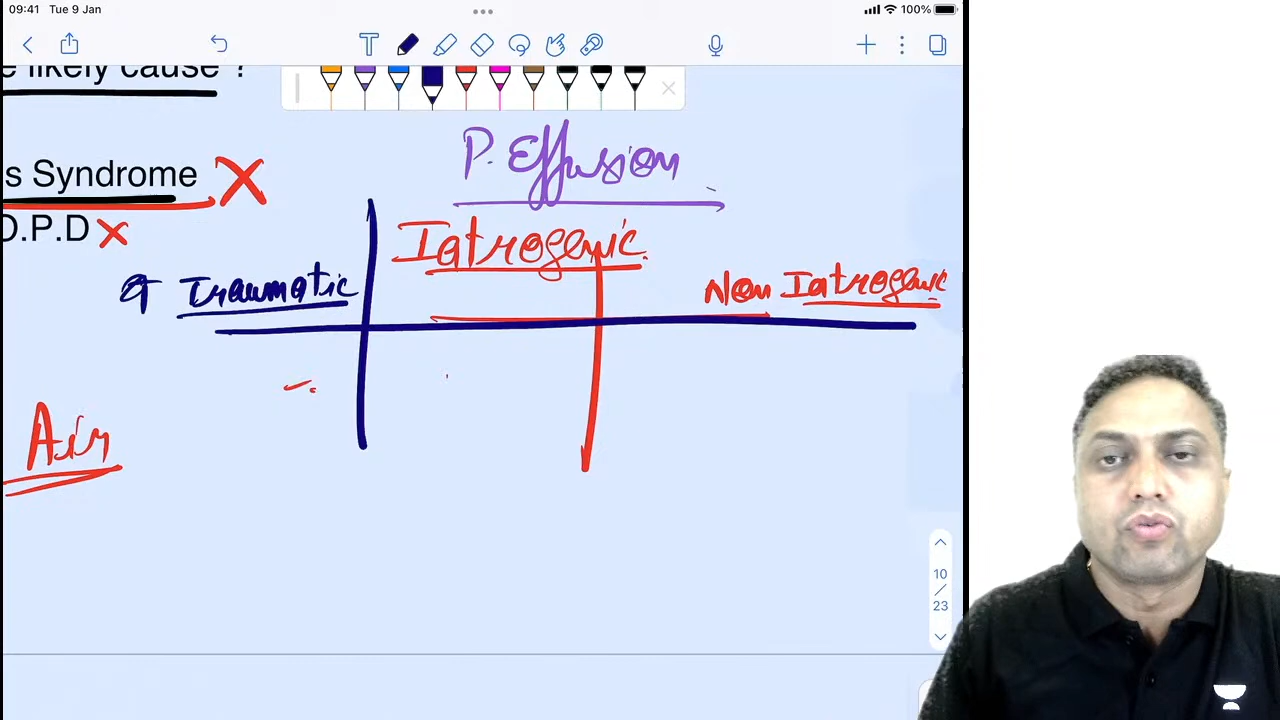 09:41 Tue 9 Jan
100%
e likely cause ?
P. Effusion
s Syndrome
O.P.D
Iatrogenic.
Traumatic
Non Iatrogenic
Air
10
23